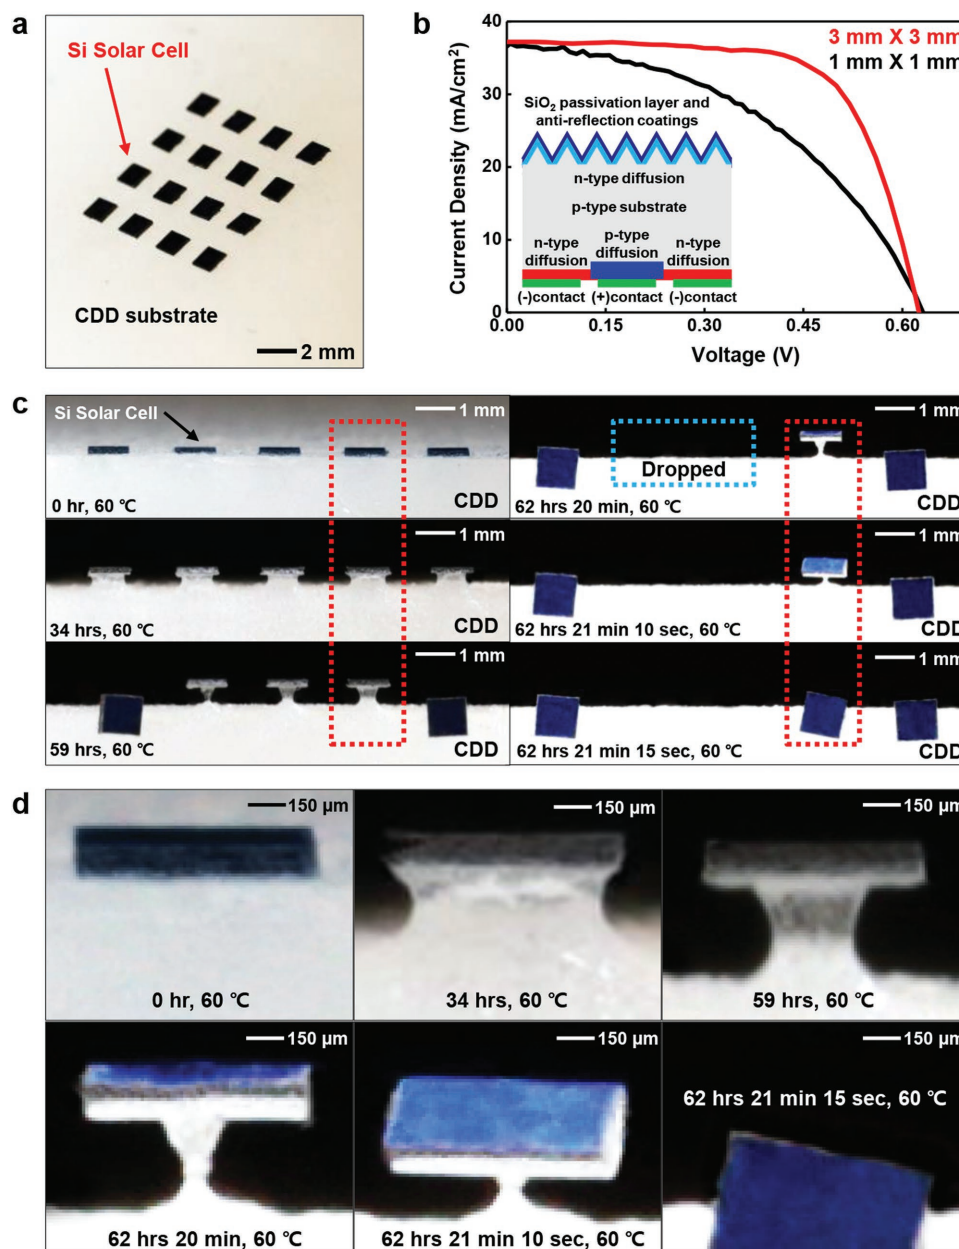 a
Si Solar Cell
CDD substrate
2 mm
b
Current Density (mA/cm²)
40
30
20
10
0
3 mm X 3 mm
1 mm X 1 mm
SiO₂ passivation layer and
anti-reflection coatings
n-type diffusion
p-type substrate
n-type
diffusion
p-type
diffusion
n-type
diffusion
(-)contact
(+)contact
(-)contact
0.00
0.15
0.30
0.45
0.60
Voltage (V)
c
Si Solar Cell
1 mm
0 hr, 60 ℃
CDD
1 mm
34 hrs, 60 ℃
CDD
1 mm
59 hrs, 60 ℃
CDD
1 mm
Dropped
62 hrs 20 min, 60 ℃
CDD
1 mm
62 hrs 21 min 10 sec, 60 ℃
CDD
1 mm
62 hrs 21 min 15 sec, 60 ℃
CDD
d
150 µm
0 hr, 60 ℃
150 µm
34 hrs, 60 ℃
150 µm
59 hrs, 60 ℃
150 µm
62 hrs 20 min, 60 ℃
150 µm
62 hrs 21 min 10 sec, 60 ℃
150 µm
62 hrs 21 min 15 sec, 60 ℃